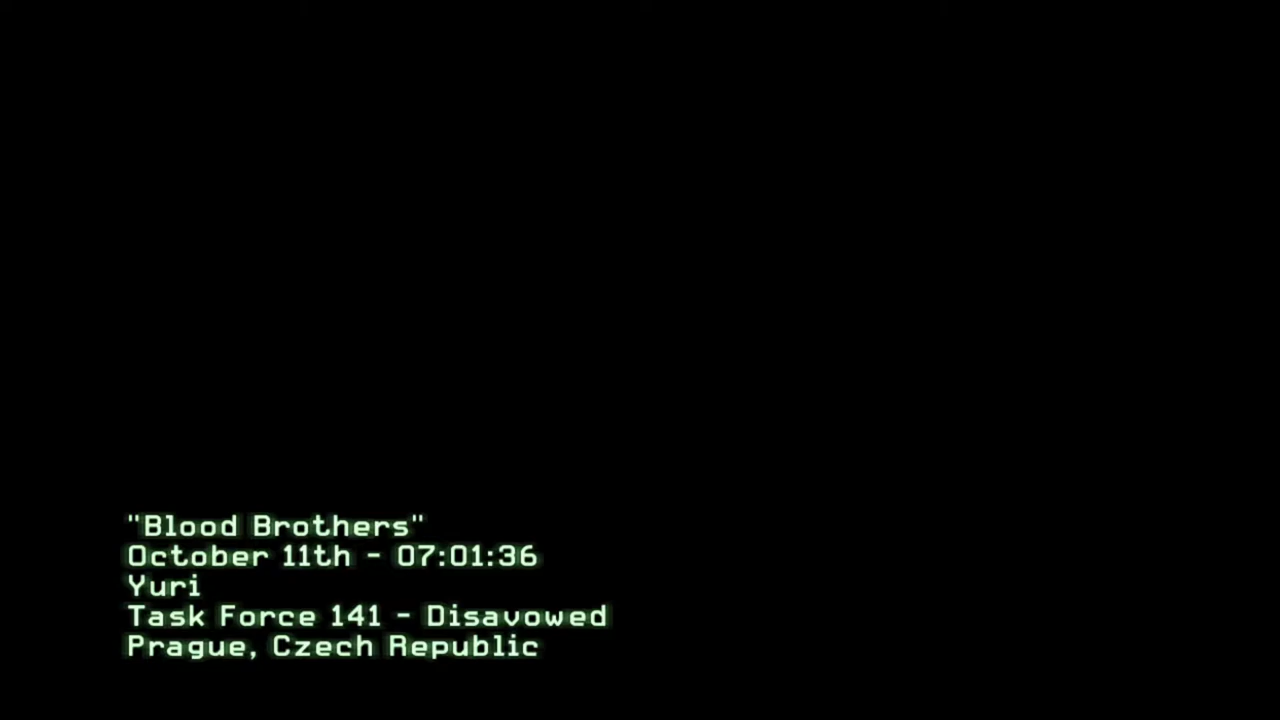 "Blood Brothers"
October 11th - 07:01:36
Yuri
Task Force 141 - Disavowed
Prague, Czech Republic